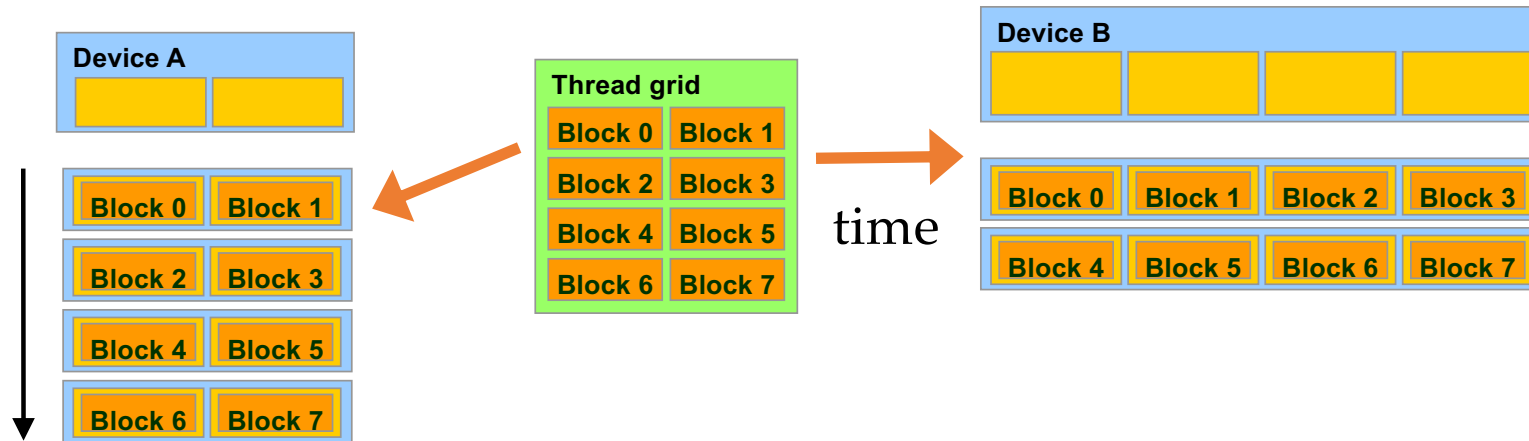 Device A
Block 0 Block 1
Block 2 Block 3
Block 4 Block 5
Block 6 Block 7
Thread grid
Block 0 Block 1
Block 2 Block 3
Block 4 Block 5
Block 6 Block 7
time
Device B
Block 0 Block 1 Block 2 Block 3
Block 4 Block 5 Block 6 Block 7